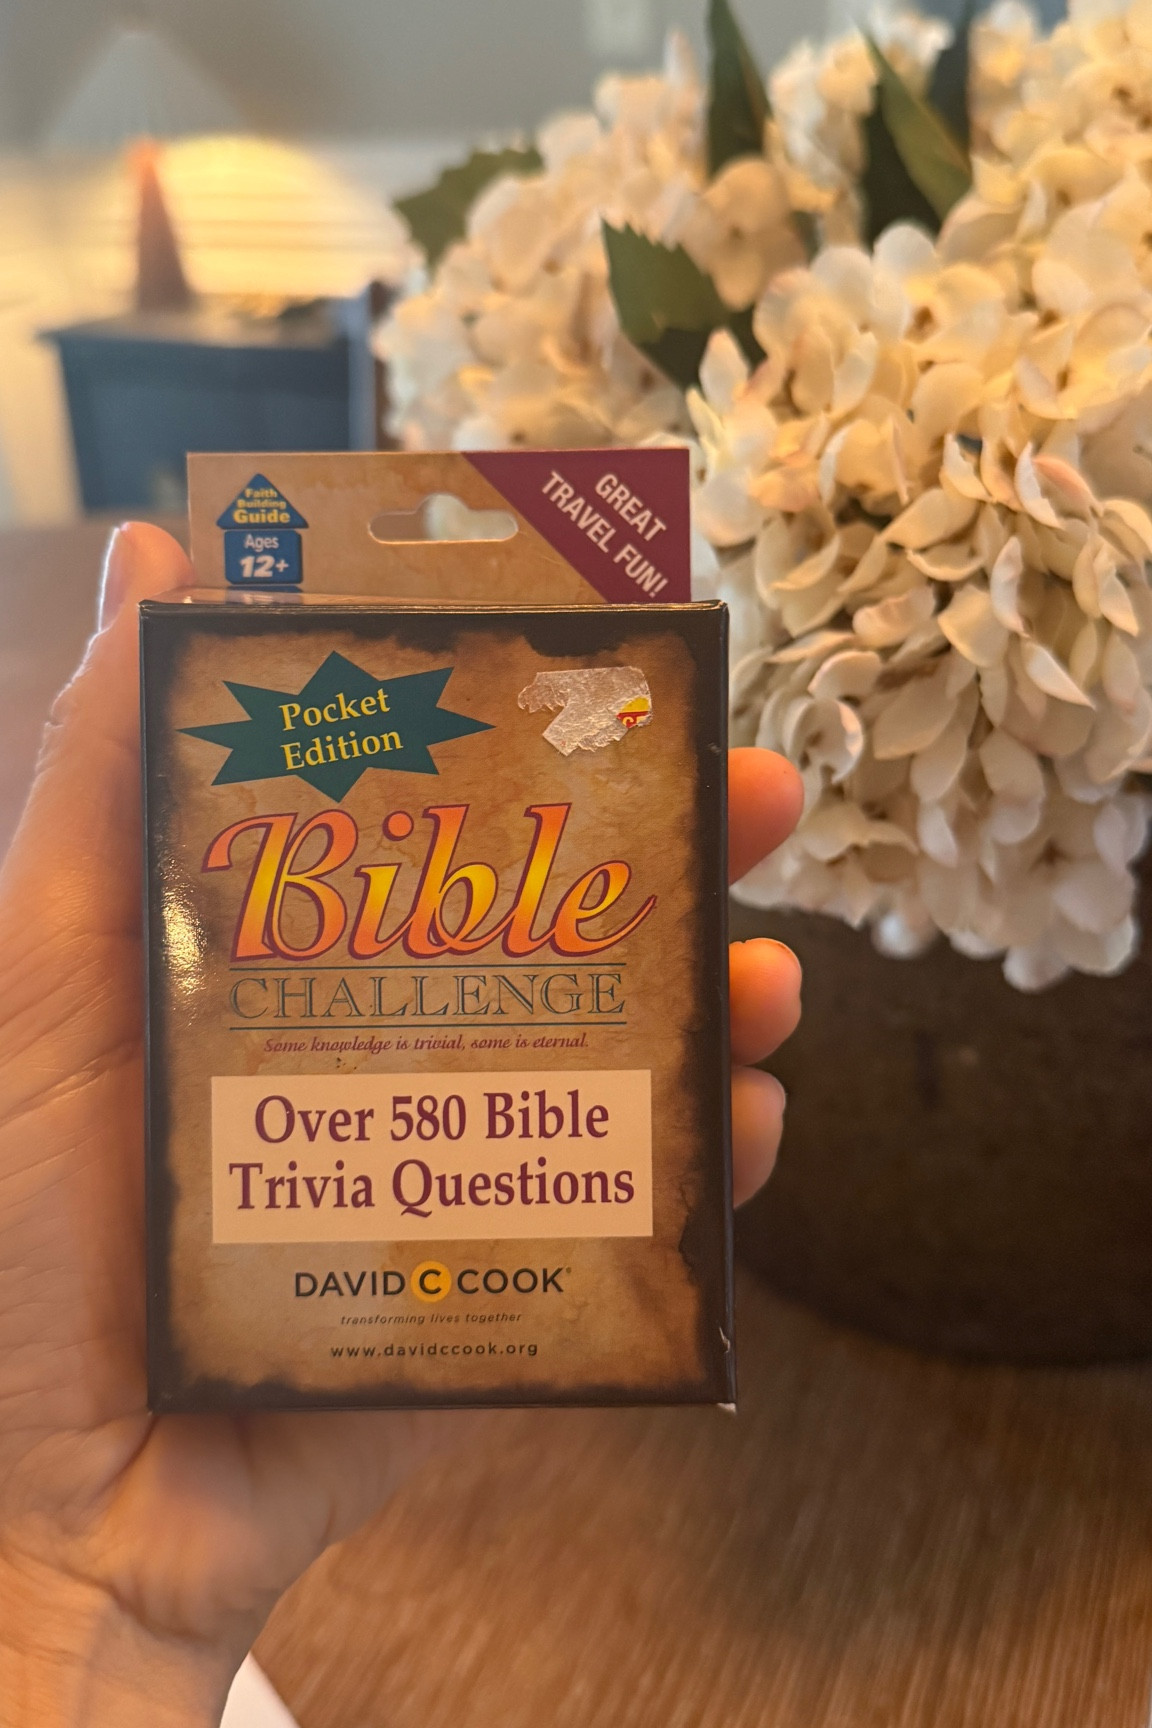 Faith
Building
Guide
Ages
12+
GREAT
TRAVEL FUN!
Pocket
Edition
Bible
CHALLENGE
Some knowledge is trivial, some is eternal.
Over 580 Bible
Trivia Questions
DAVID C COOK®
transforming lives together
www.davidccook.org